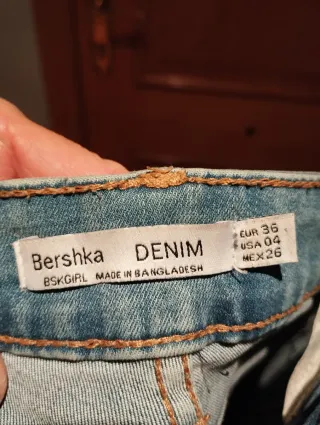 Bershka DENIM
BSKGIRL MADE IN BANGLADESH
EUR 36
USA 04
MEX 26